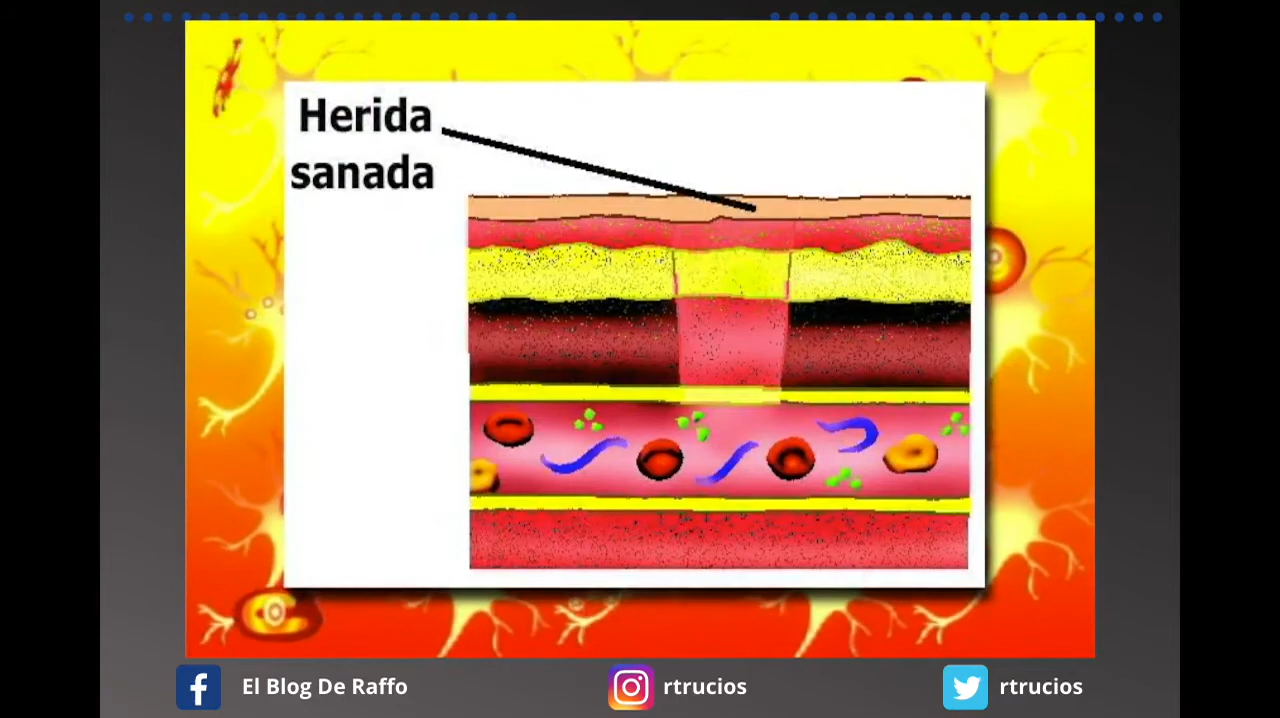 Herida
sanada
El Blog De Raffo
rtrucios
rtrucios